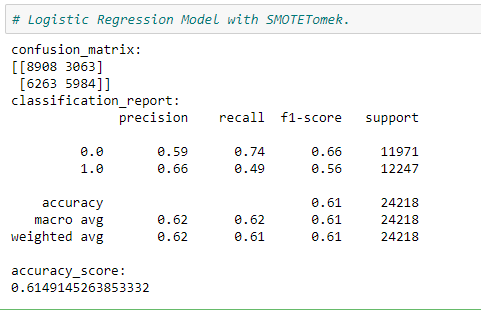 # Logistic Regression Model with SMOTETomek.
confusion_matrix:
[[8908 3063]
 [6263 5984]]
classification_report:
              precision    recall  f1-score   support

         0.0       0.59      0.74      0.66     11971
         1.0       0.66      0.49      0.56     12247

    accuracy                           0.61     24218
   macro avg       0.62      0.62      0.61     24218
weighted avg       0.62      0.61      0.61     24218

accuracy_score:
0.6149145263853332